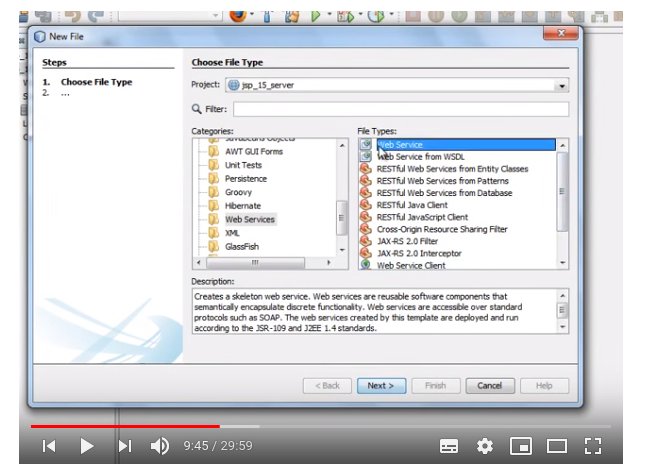 New File
Steps
1. Choose File Type
2. ...
Choose File Type
Project: jsp_15_server
Filter:
Categories:
AWT GUI Forms
Unit Tests
Persistence
Groovy
Hibernate
Web Services
XML
GlassFish
File Types:
Web Service
Web Service from WSDL
RESTful Web Services from Entity Classes
RESTful Web Services from Patterns
RESTful Web Services from Database
RESTful Java Client
RESTful JavaScript Client
Cross-Origin Resource Sharing Filter
JAX-RS 2.0 Filter
JAX-RS 2.0 Interceptor
Web Service Client
Description:
Creates a skeleton web service. Web services are reusable software components that
semantically encapsulate discrete functionality. Web services are accessible over standard
protocols such as SOAP. The web services created by this template are deployed and run
according to the JSR-109 and J2EE 1.4 standards.
< Back
Next >
Finish
Cancel
Help
9:45 / 29:59